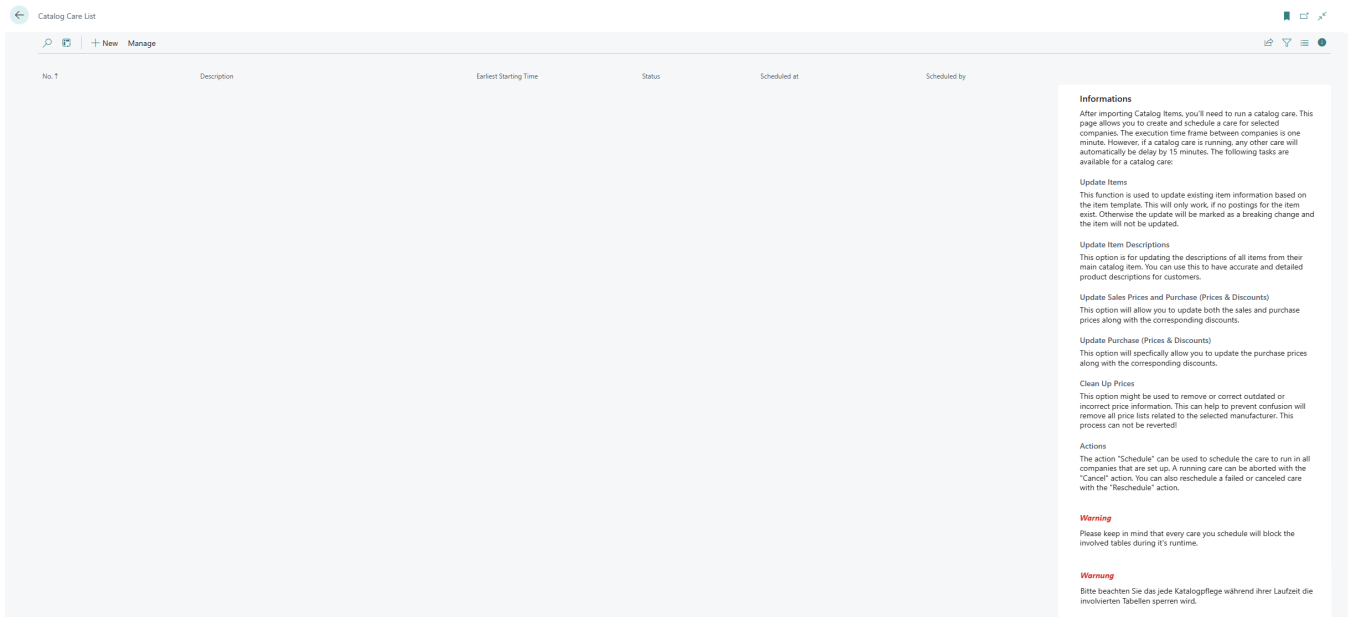 Catalog Care List
New Manage
No. ↑ Description Earliest Starting Time Status Scheduled at Scheduled by
Informations
After importing Catalog Items, you'll need to run a catalog care. This
page allows you to create and schedule a care for selected
companies. The execution time frame between companies is one
minute. However, if a catalog care is running, any other care will
automatically be delay by 15 minutes. The following tasks are
available for a catalog care:
Update Items
This function is used to update existing item information based on
the item template. This will only work, if no postings for the item
exist. Otherwise the update will be marked as a breaking change and
the item will not be updated.
Update Item Descriptions
This option is for updating the descriptions of all items from their
main catalog item. You can use this to have accurate and detailed
product descriptions for customers.
Update Sales Prices and Purchase (Prices & Discounts)
This option will allow you to update both the sales and purchase
prices along with the corresponding discounts.
Update Purchase (Prices & Discounts)
This option will specfically allow you to update the purchase prices
along with the corresponding discounts.
Clean Up Prices
This option might be used to remove or correct outdated or
incorrect price information. This can help to prevent confusion will
remove all price lists related to the selected manufacturer. This
process can not be reverted!
Actions
The action "Schedule" can be used to schedule the care to run in all
companies that are set up. A running care can be aborted with the
"Cancel" action. You can also reschedule a failed or canceled care
with the "Reschedule" action.
Warning
Please keep in mind that every care you schedule will block the
involved tables during it's runtime.
Warnung
Bitte beachten Sie das jede Katalogpflege während ihrer Laufzeit die
involvierten Tabellen sperren wird.